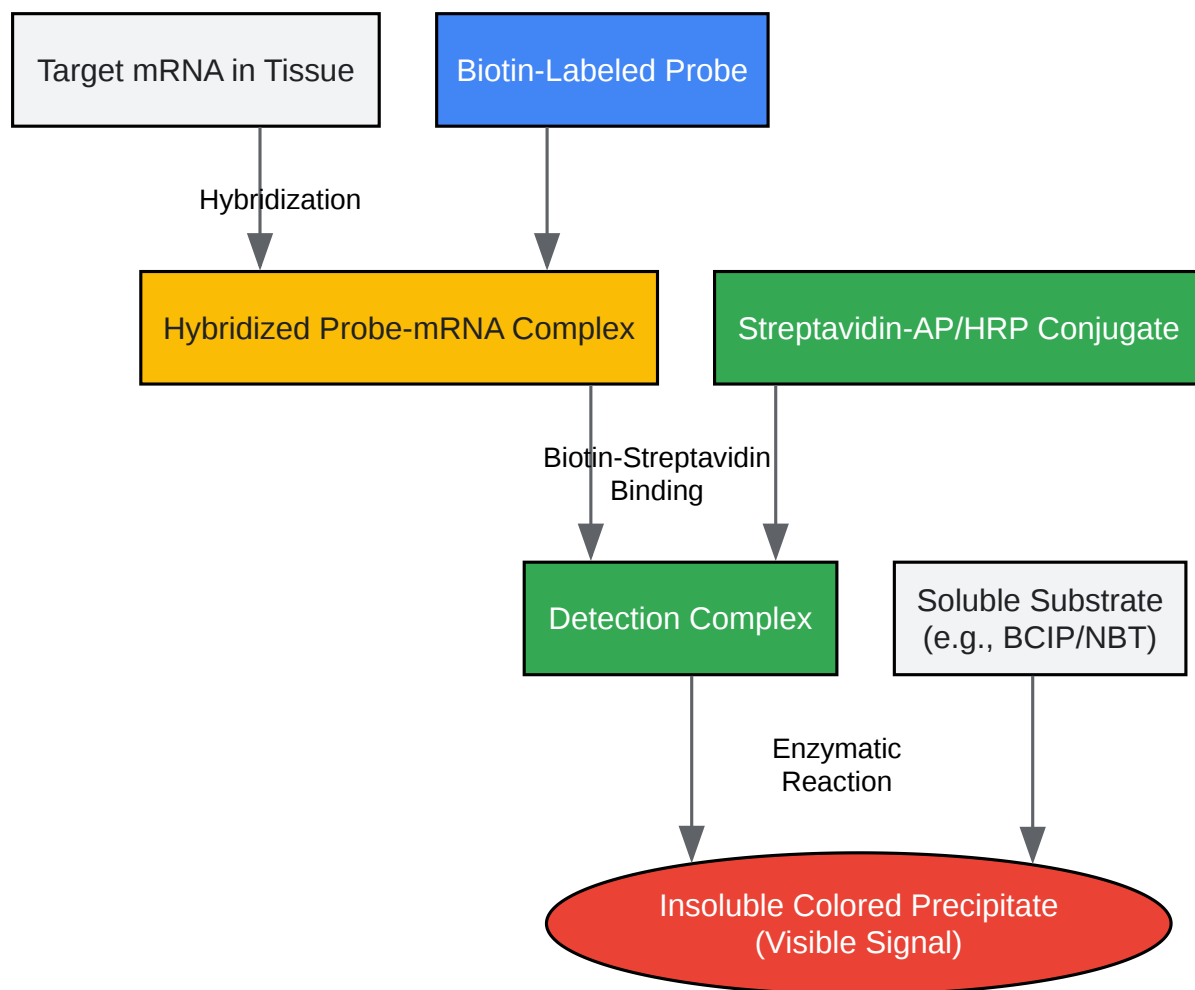 Target mRNA in Tissue
Biotin-Labeled Probe
Hybridization
Hybridized Probe-mRNA Complex
Streptavidin-AP/HRP Conjugate
Biotin-Streptavidin
Binding
Detection Complex
Soluble Substrate
(e.g., BCIP/NBT)
Enzymatic
Reaction
Insoluble Colored Precipitate
(Visible Signal)